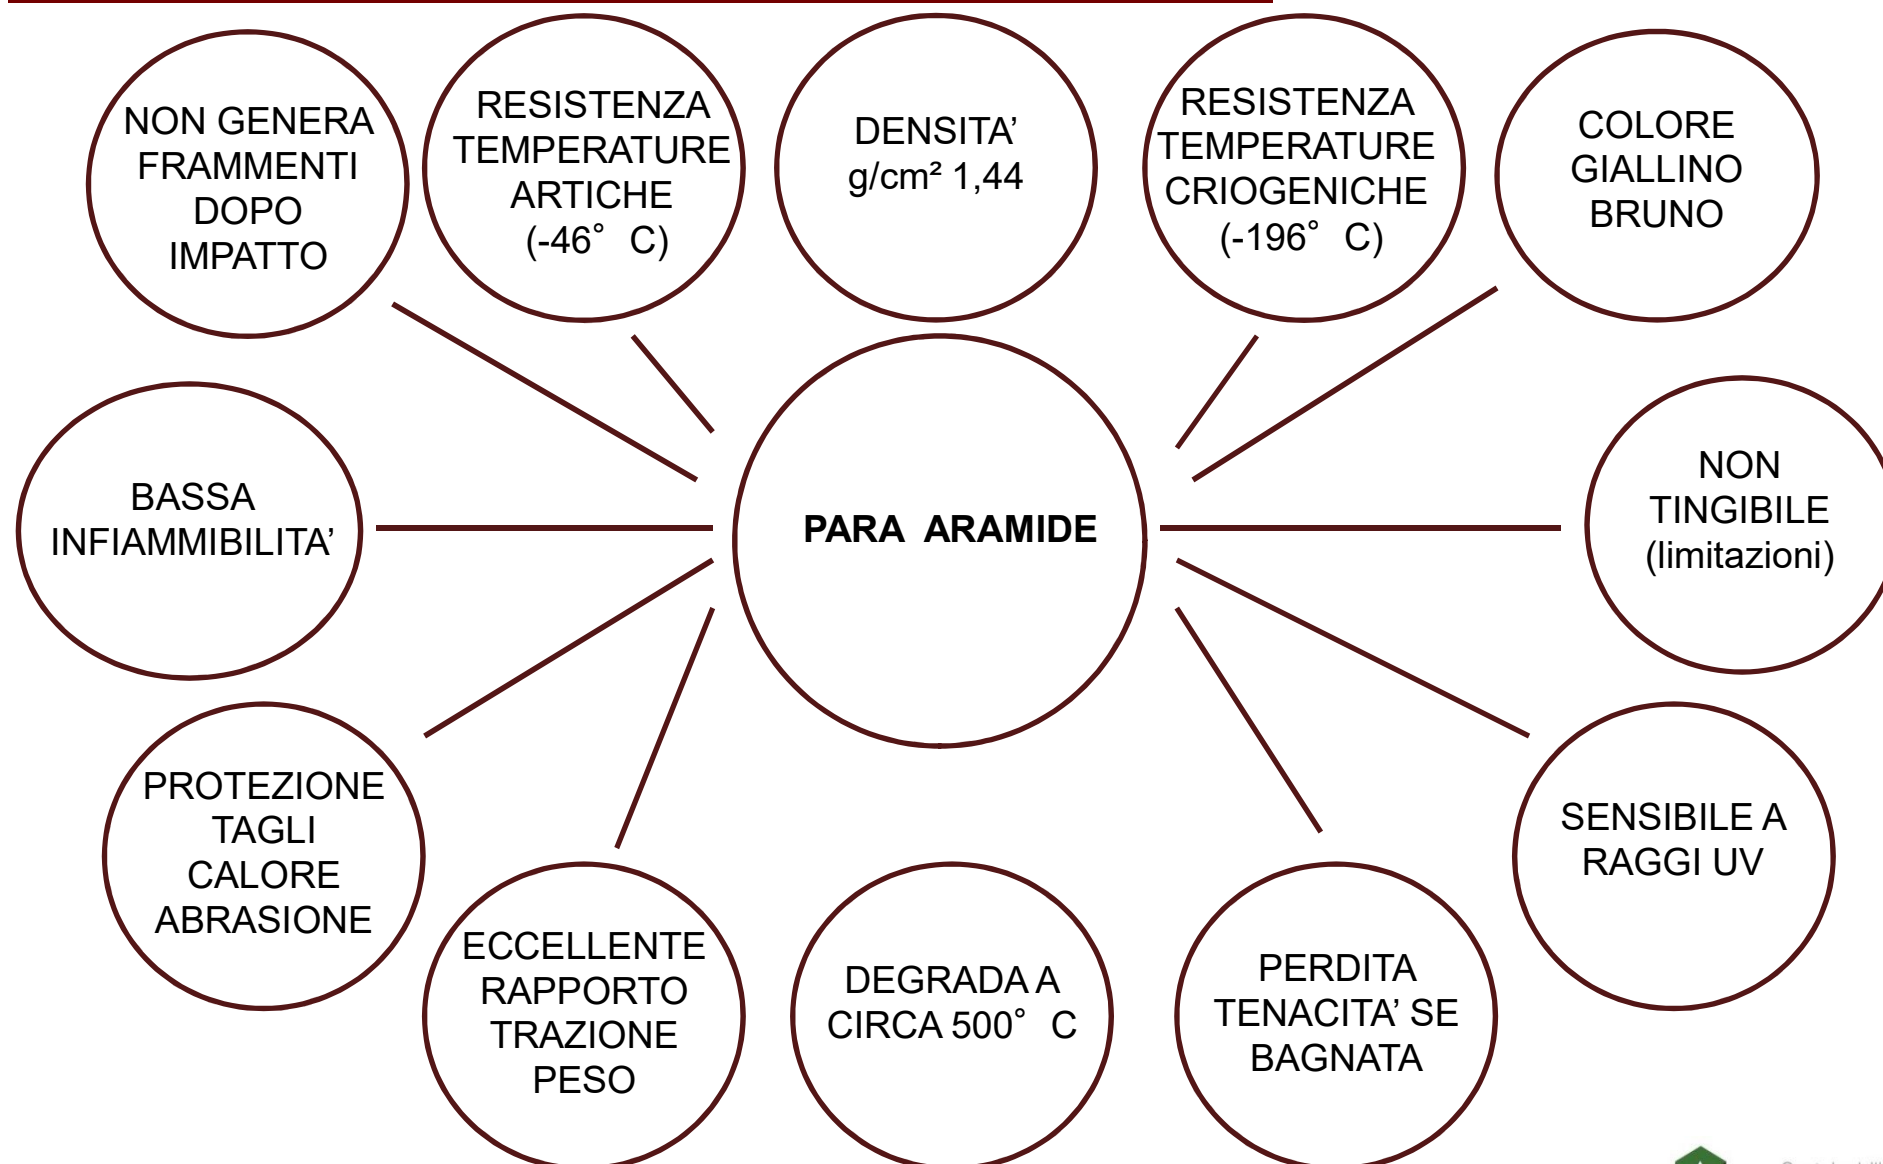 NON GENERA
FRAMMENTI
DOPO
IMPATTO
RESISTENZA
TEMPERATURE
ARTICHE
(-46° C)
DENSITA’
g/cm² 1,44
RESISTENZA
TEMPERATURE
CRIOGENICHE
(-196° C)
COLORE
GIALLINO
BRUNO
BASSA
INFIAMMIBILITA’
PARA ARAMIDE
NON
TINGIBILE
(limitazioni)
PROTEZIONE
TAGLI
CALORE
ABRASIONE
ECCELLENTE
RAPPORTO
TRAZIONE
PESO
DEGRADA A
CIRCA 500° C
PERDITA
TENACITA’ SE
BAGNATA
SENSIBILE A
RAGGI UV